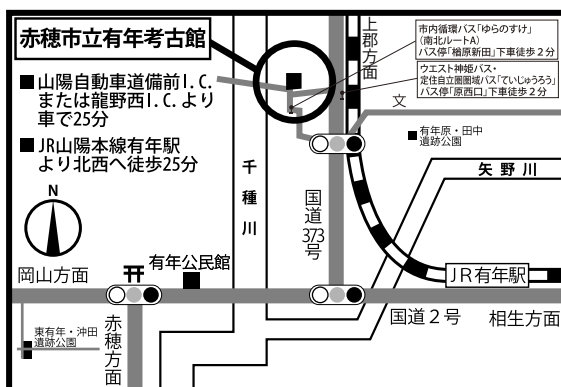 赤穂市立有年考古館
■山陽自動車道備前I.C.
または龍野西I.C.より
車で25分
■JR山陽本線有年駅
より北西へ徒歩25分
上郡方面
市内循環バス「ゆらのすけ」
(南北ルートA)
バス停「楢原新田」下車徒歩2分
ウエスト神姫バス・
定住自立圏圏域バス「ていじゅうろう」
バス停「原西口」下車徒歩2分
文
有年原・田中
遺跡公園
矢野川
千種川
国道373号
N
岡山方面
有年公民館
JR有年駅
国道2号
相生方面
東有年・沖田
遺跡公園
赤穂方面